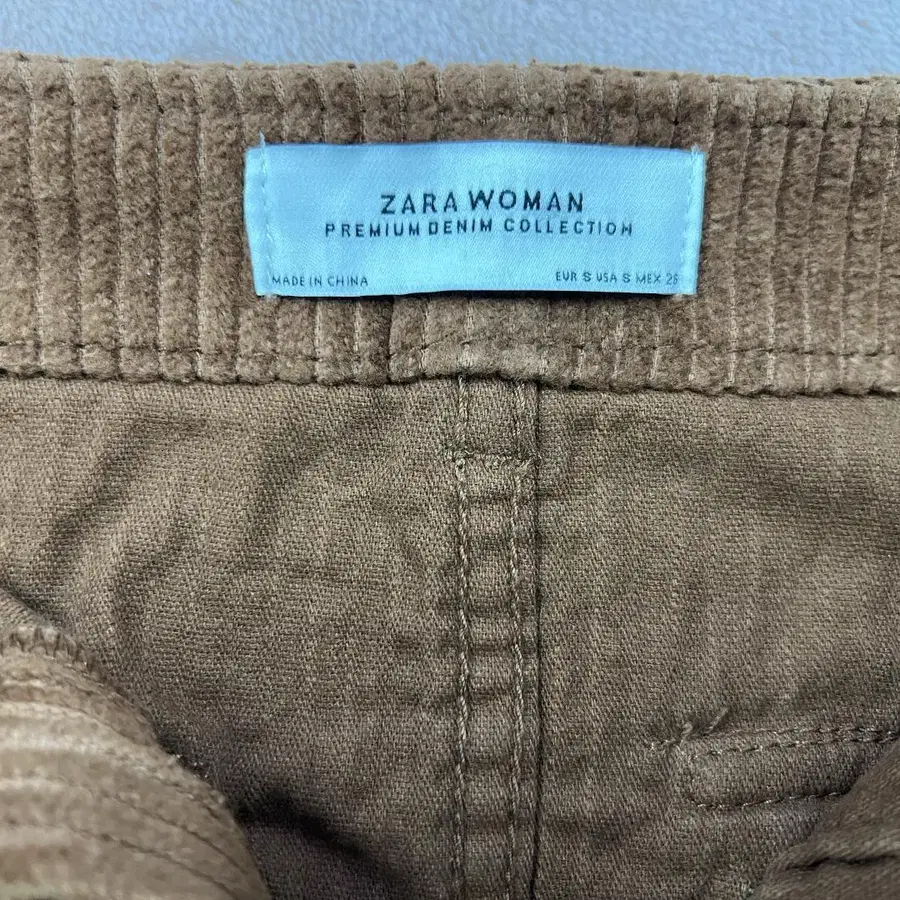 ZARA WOMAN
PREMIUM DENIM COLLECTION
MADE IN CHINA
EUR S USA S MEX 26